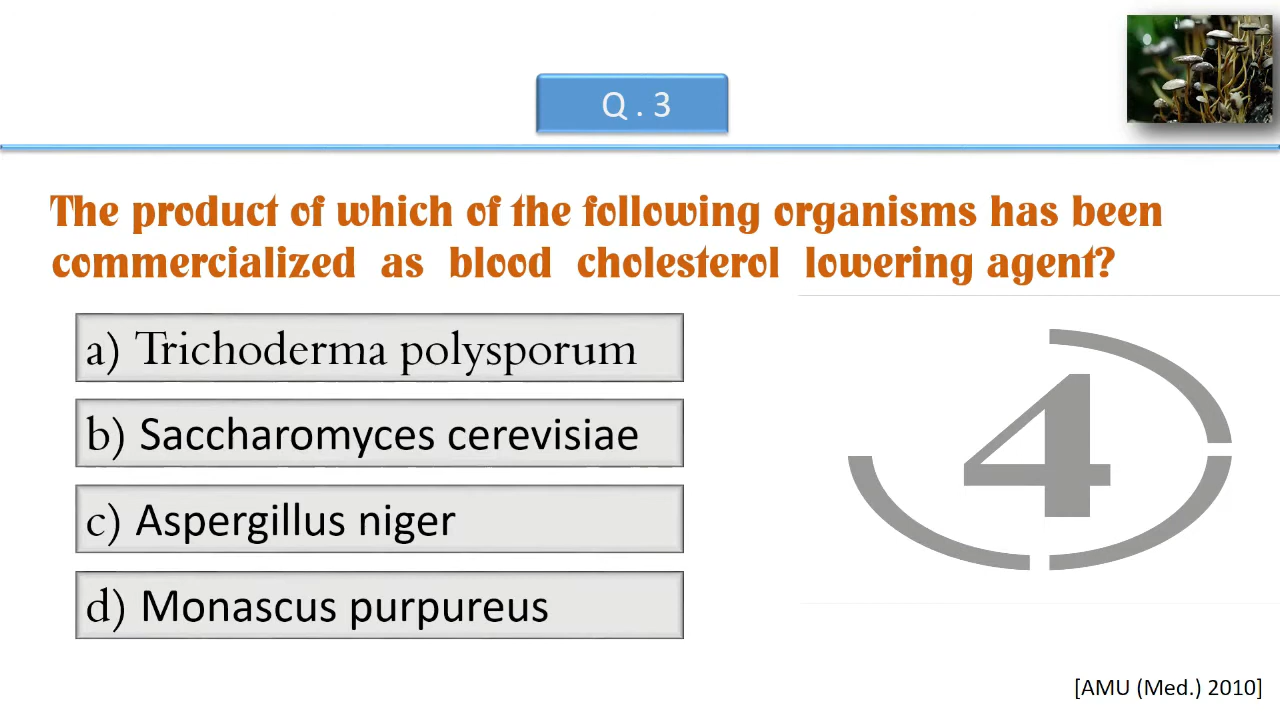 Q . 3
The product of which of the following organisms has been
commercialized as blood cholesterol lowering agent?
a) Trichoderma polysporum
b) Saccharomyces cerevisiae
c) Aspergillus niger
d) Monascus purpureus
4
[AMU (Med.) 2010]